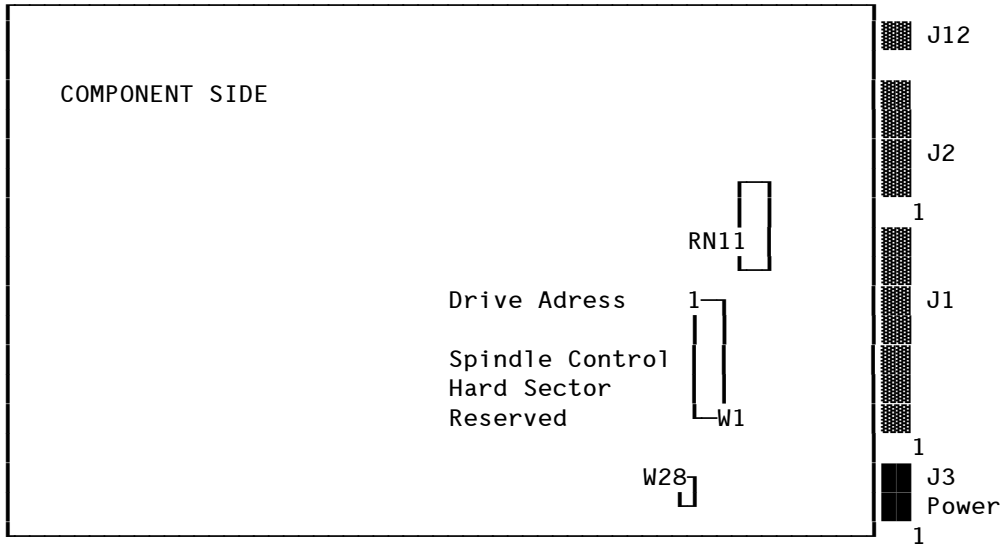 J12
COMPONENT SIDE
J2
1
RN11
Drive Adress 1 J1
Spindle Control
Hard Sector
Reserved W1
1
W28 J3
Power
1